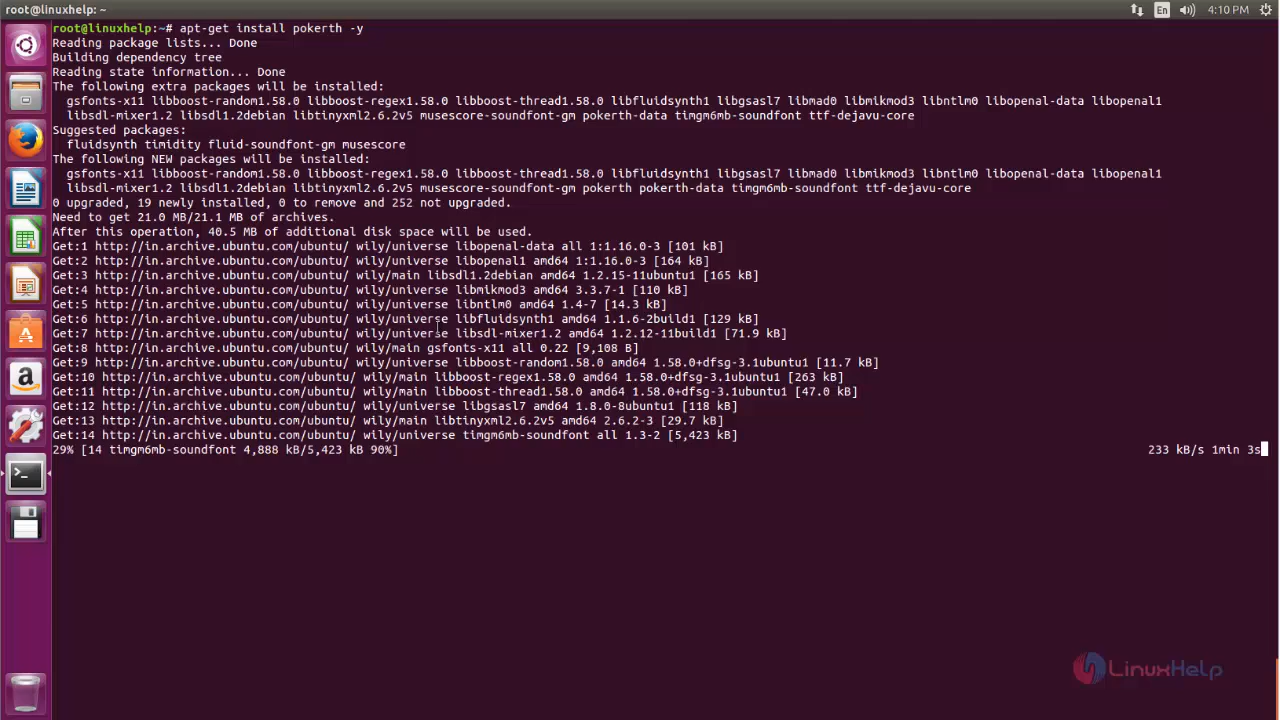 root@linuxhelp: ~
En
4:10 PM
root@linuxhelp:~# apt-get install pokerth -y
Reading package lists... Done
Building dependency tree
Reading state information... Done
The following extra packages will be installed:
gsfonts-x11 libboost-random1.58.0 libboost-regex1.58.0 libboost-thread1.58.0 libfluidsynth1 libgsasl7 libmad0 libmikmod3 libntlm0 libopenal-data libopenal1
libsdl-mixer1.2 libsdl1.2debian libtinyxml2.6.2v5 musescore-soundfont-gm pokerth-data timgm6mb-soundfont ttf-dejavu-core
Suggested packages:
fluidsynth timidity fluid-soundfont-gm musescore
The following NEW packages will be installed:
gsfonts-x11 libboost-random1.58.0 libboost-regex1.58.0 libboost-thread1.58.0 libfluidsynth1 libgsasl7 libmad0 libmikmod3 libntlm0 libopenal-data libopenal1
libsdl-mixer1.2 libsdl1.2debian libtinyxml2.6.2v5 musescore-soundfont-gm pokerth pokerth-data timgm6mb-soundfont ttf-dejavu-core
0 upgraded, 19 newly installed, 0 to remove and 252 not upgraded.
Need to get 21.0 MB/21.1 MB of archives.
After this operation, 40.5 MB of additional disk space will be used.
Get:1 http://in.archive.ubuntu.com/ubuntu/ wily/universe libopenal-data all 1:1.16.0-3 [101 kB]
Get:2 http://in.archive.ubuntu.com/ubuntu/ wily/universe libopenal1 amd64 1:1.16.0-3 [164 kB]
Get:3 http://in.archive.ubuntu.com/ubuntu/ wily/main libsdl1.2debian amd64 1.2.15-11ubuntu1 [165 kB]
Get:4 http://in.archive.ubuntu.com/ubuntu/ wily/universe libmikmod3 amd64 3.3.7-1 [110 kB]
Get:5 http://in.archive.ubuntu.com/ubuntu/ wily/universe libntlm0 amd64 1.4-7 [14.3 kB]
Get:6 http://in.archive.ubuntu.com/ubuntu/ wily/universe libfluidsynth1 amd64 1.1.6-2build1 [129 kB]
Get:7 http://in.archive.ubuntu.com/ubuntu/ wily/universe libsdl-mixer1.2 amd64 1.2.12-11build1 [71.9 kB]
Get:8 http://in.archive.ubuntu.com/ubuntu/ wily/main gsfonts-x11 all 0.22 [9,108 B]
Get:9 http://in.archive.ubuntu.com/ubuntu/ wily/universe libboost-random1.58.0 amd64 1.58.0+dfsg-3.1ubuntu1 [11.7 kB]
Get:10 http://in.archive.ubuntu.com/ubuntu/ wily/main libboost-regex1.58.0 amd64 1.58.0+dfsg-3.1ubuntu1 [263 kB]
Get:11 http://in.archive.ubuntu.com/ubuntu/ wily/main libboost-thread1.58.0 amd64 1.58.0+dfsg-3.1ubuntu1 [47.0 kB]
Get:12 http://in.archive.ubuntu.com/ubuntu/ wily/universe libgsasl7 amd64 1.8.0-8ubuntu1 [118 kB]
Get:13 http://in.archive.ubuntu.com/ubuntu/ wily/main libtinyxml2.6.2v5 amd64 2.6.2-3 [29.7 kB]
Get:14 http://in.archive.ubuntu.com/ubuntu/ wily/universe timgm6mb-soundfont all 1.3-2 [5,423 kB]
29% [14 timgm6mb-soundfont 4,888 kB/5,423 kB 90%] 233 kB/s 1min 3s
LinuxHelp